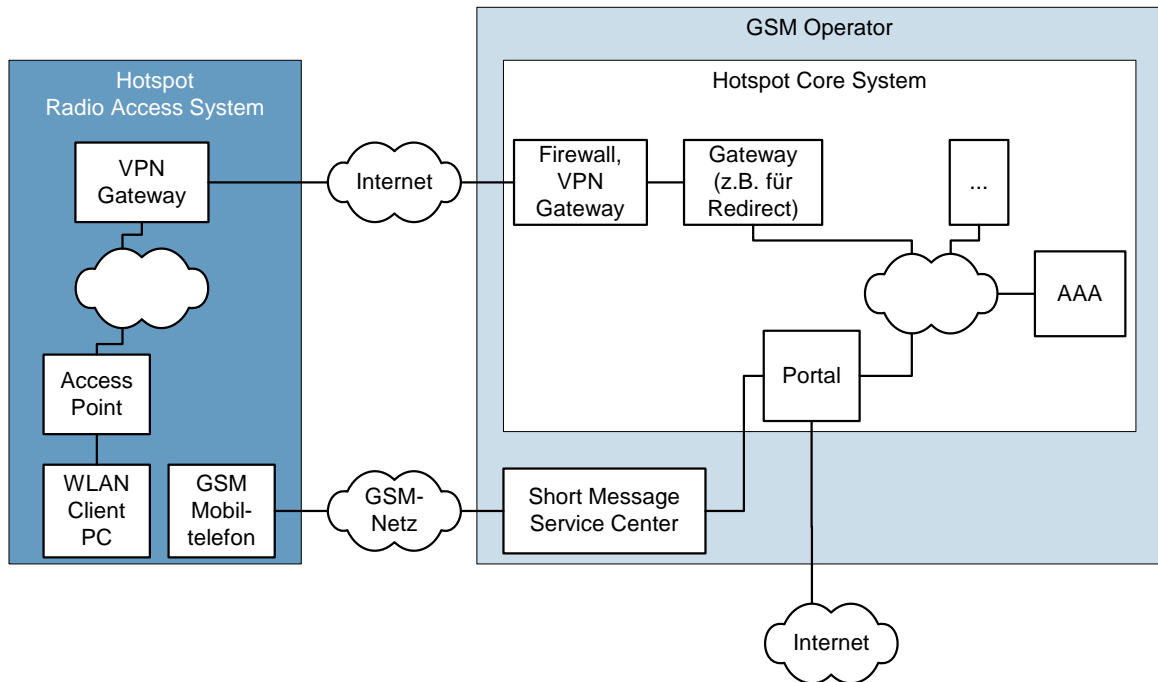 GSM Operator
Hotspot
Radio Access System
Hotspot Core System
VPN
Gateway
Internet
Firewall,
VPN
Gateway
Gateway
(z.B. für
Redirect)
...
AAA
Access
Point
Portal
WLAN
Client
PC
GSM
Mobil-
telefon
GSM-
Netz
Short Message
Service Center
Internet